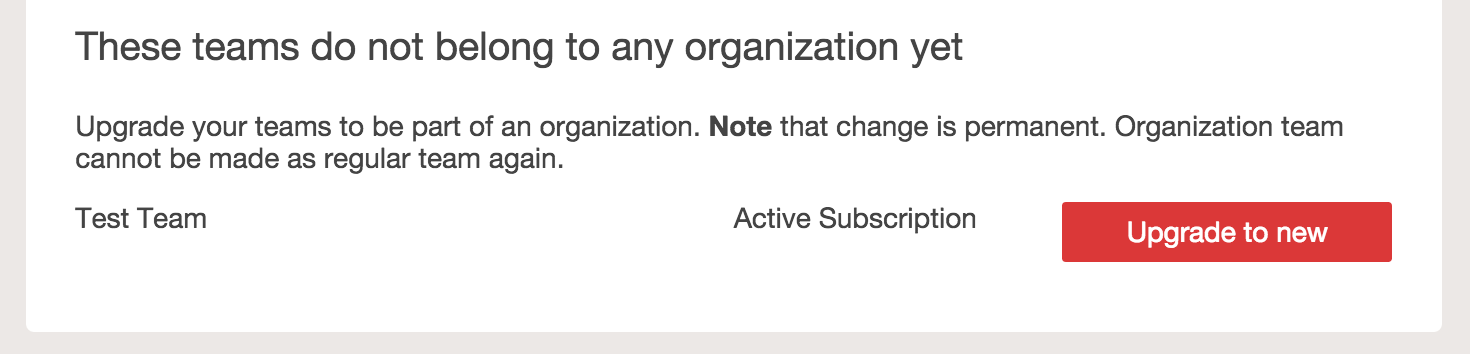 These teams do not belong to any organization yet
Upgrade your teams to be part of an organization. Note that change is permanent. Organization team
cannot be made as regular team again.
Test Team Active Subscription Upgrade to new